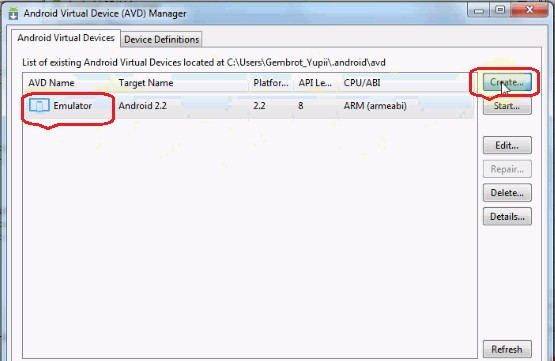 Android Virtual Device (AVD) Manager
Android Virtual Devices Device Definitions
List of existing Android Virtual Devices located at C:\Users\Gembrot_Yupii\.android\avd
AVD Name Target Name Platfor... API Le... CPU/ABI
Emulator Android 2.2 2.2 8 ARM (armeabi)
Create...
Start...
Edit...
Repair...
Delete...
Details...
Refresh